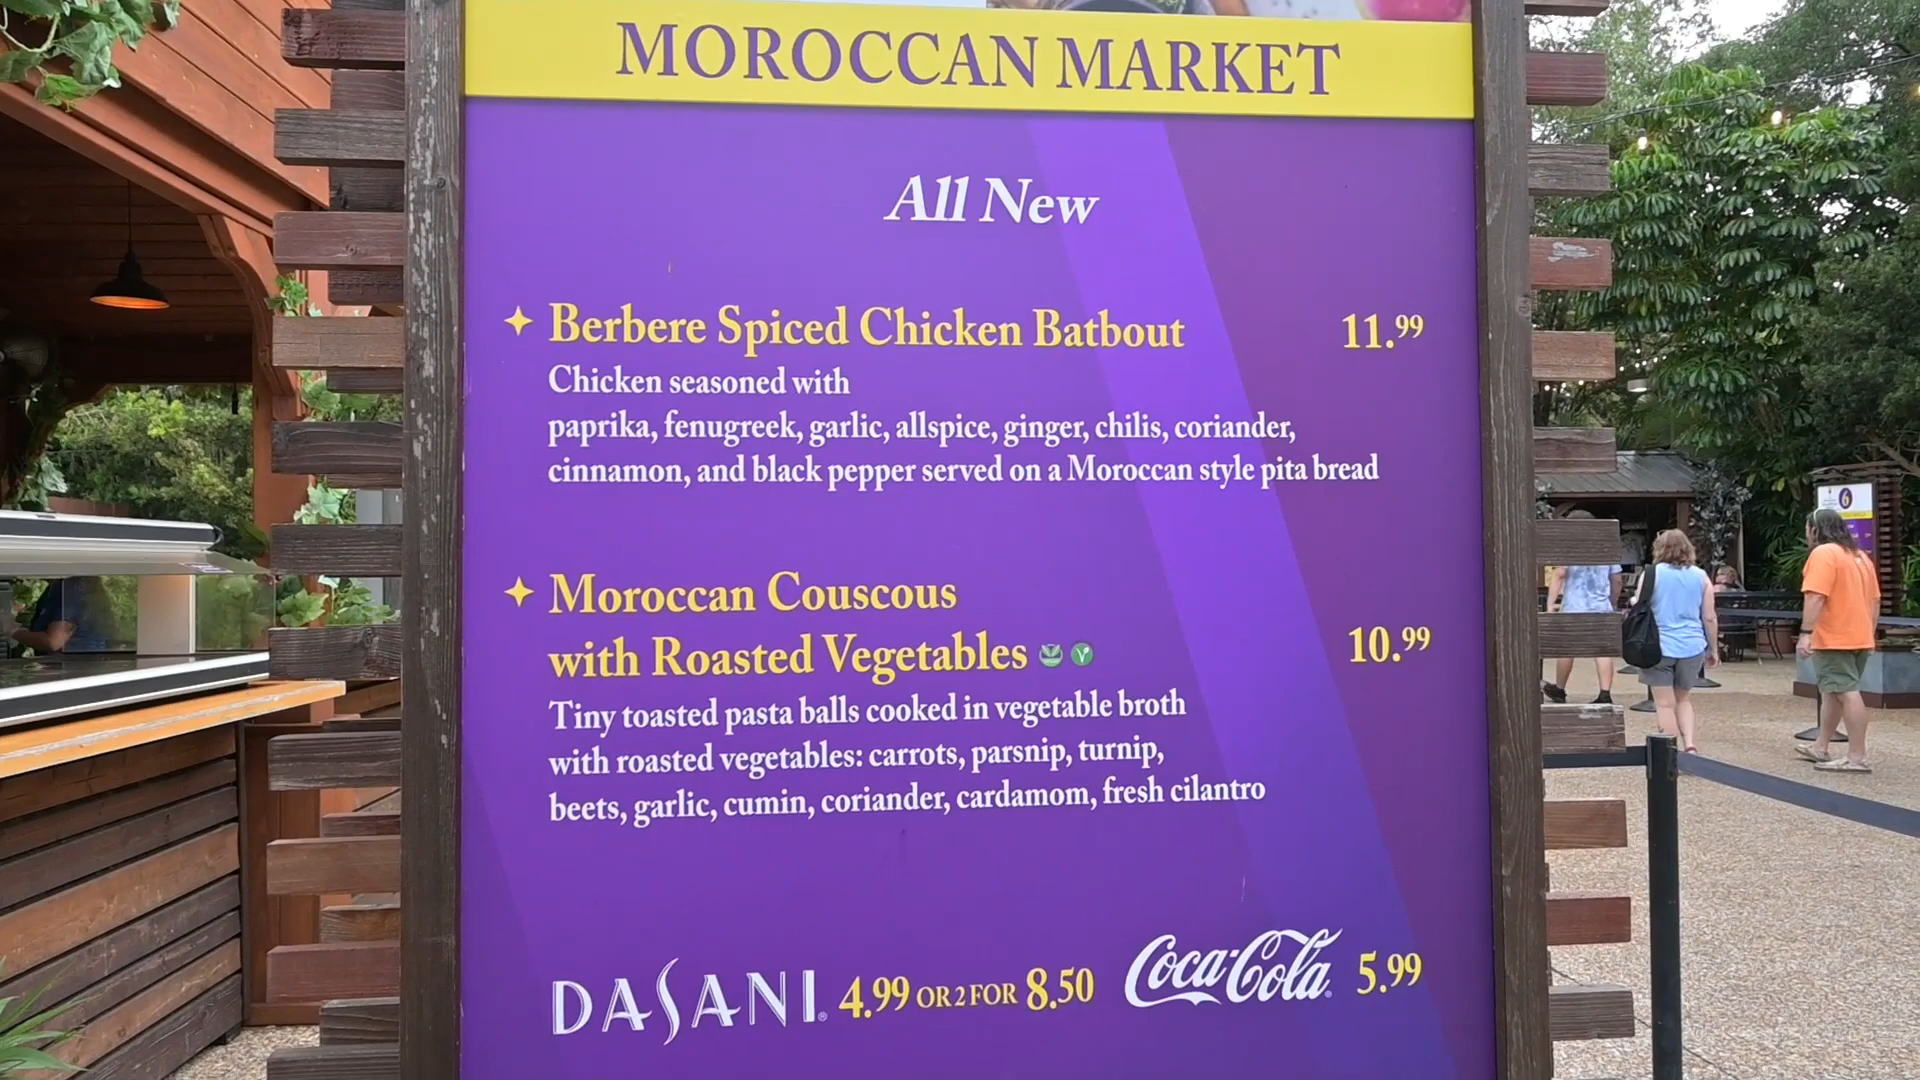 MOROCCAN MARKET
All New
Berbere Spiced Chicken Batbout 11.99
Chicken seasoned with
paprika, fenugreek, garlic, allspice, ginger, chilis, coriander,
cinnamon, and black pepper served on a Moroccan style pita bread
Moroccan Couscous
with Roasted Vegetables V 10.99
Tiny toasted pasta balls cooked in vegetable broth
with roasted vegetables: carrots, parsnip, turnip,
beets, garlic, cumin, coriander, cardamom, fresh cilantro
DASANI® 4.99 OR 2 FOR 8.50 Coca-Cola® 5.99
6